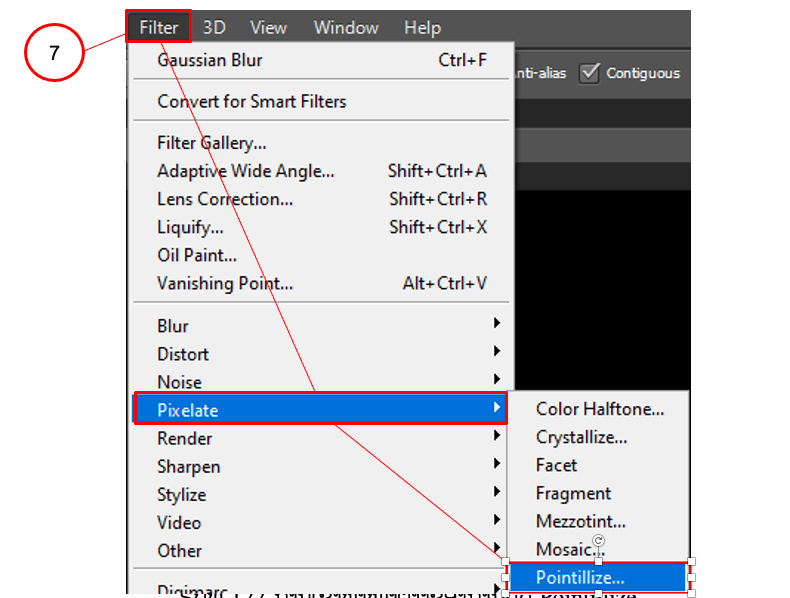 7
Filter 3D View Window Help
nti-alias Contiguous
Gaussian Blur Ctrl+F
Convert for Smart Filters
Filter Gallery...
Adaptive Wide Angle... Shift+Ctrl+A
Lens Correction... Shift+Ctrl+R
Liquify... Shift+Ctrl+X
Oil Paint...
Vanishing Point... Alt+Ctrl+V
Blur
Distort
Noise
Pixelate
Render
Sharpen
Stylize
Video
Other
Digimarc
Color Halftone...
Crystallize...
Facet
Fragment
Mezzotint...
Mosaic...
Pointillize...